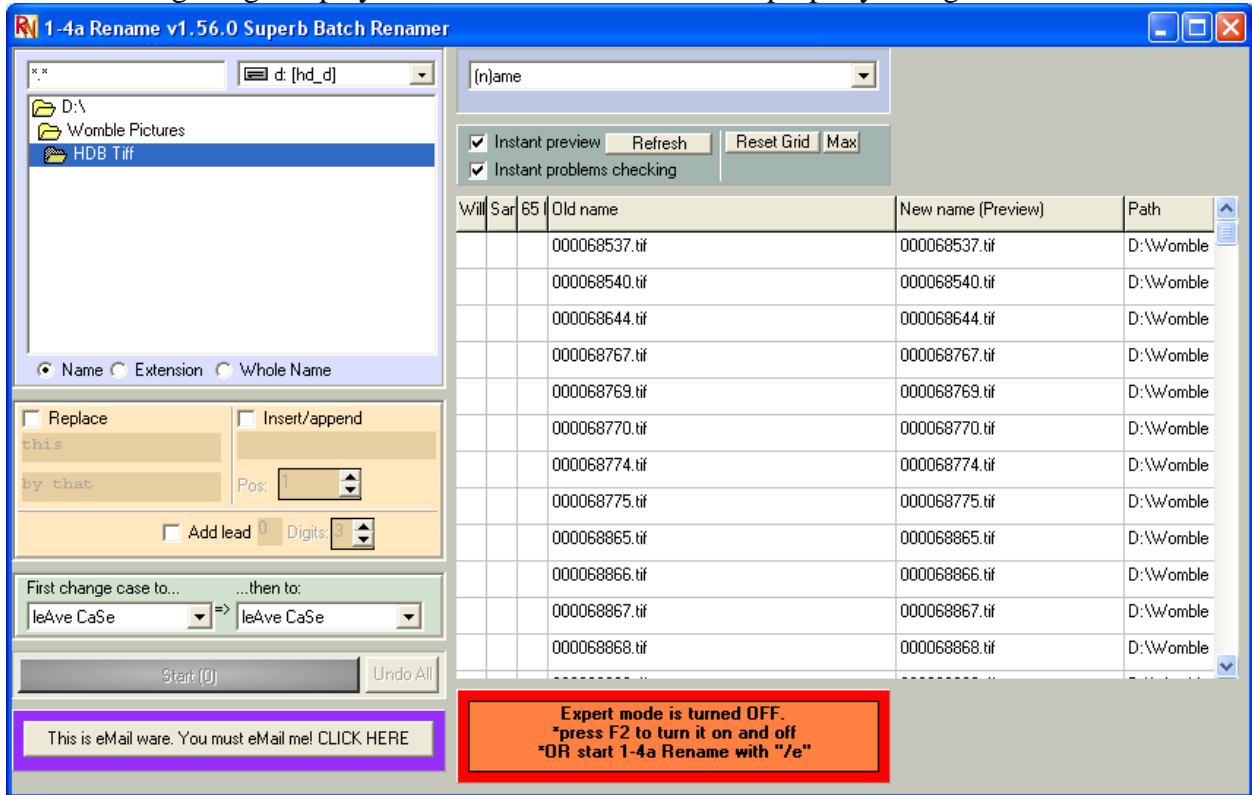 1-4a Rename v1.56.0 Superb Batch Renamer
*.*
d: [hd_d]
D:\
Womble Pictures
HDB Tiff
Name Extension Whole Name
Replace
this
by that
Insert/append
Pos: 1
Add lead 0 Digits: 3
First change case to... ...then to:
leAve CaSe => leAve CaSe
Start (0) Undo All
This is eMail ware. You must eMail me! CLICK HERE
(n)ame
Instant preview Refresh Reset Grid Max
Instant problems checking
Will Sar 65 Old name New name (Preview) Path
000068537.tif 000068537.tif D:\Womble
000068540.tif 000068540.tif D:\Womble
000068644.tif 000068644.tif D:\Womble
000068767.tif 000068767.tif D:\Womble
000068769.tif 000068769.tif D:\Womble
000068770.tif 000068770.tif D:\Womble
000068774.tif 000068774.tif D:\Womble
000068775.tif 000068775.tif D:\Womble
000068865.tif 000068865.tif D:\Womble
000068866.tif 000068866.tif D:\Womble
000068867.tif 000068867.tif D:\Womble
000068868.tif 000068868.tif D:\Womble
Expert mode is turned OFF.
*press F2 to turn it on and off
*OR start 1-4a Rename with "/e"